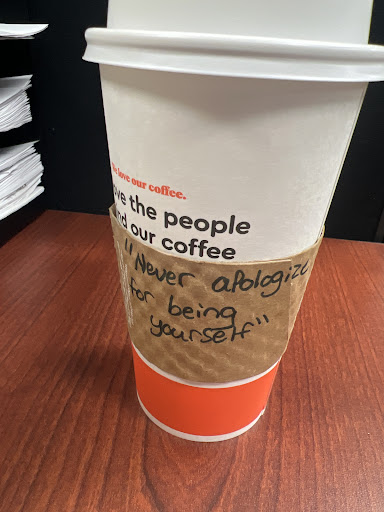 love our coffee.
the people
our coffee
"Never apologize
for being
yourself"